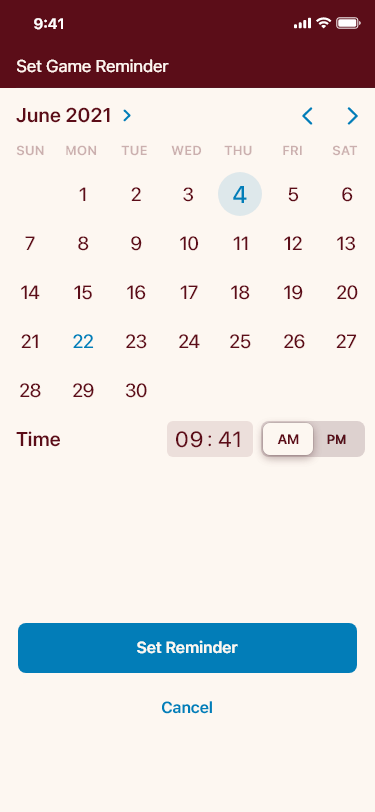 9:41
Set Game Reminder
June 2021
SUN MON TUE WED THU FRI SAT
1 2 3 4 5 6
7 8 9 10 11 12 13
14 15 16 17 18 19 20
21 22 23 24 25 26 27
28 29 30
Time 09:41 AM PM
Set Reminder
Cancel